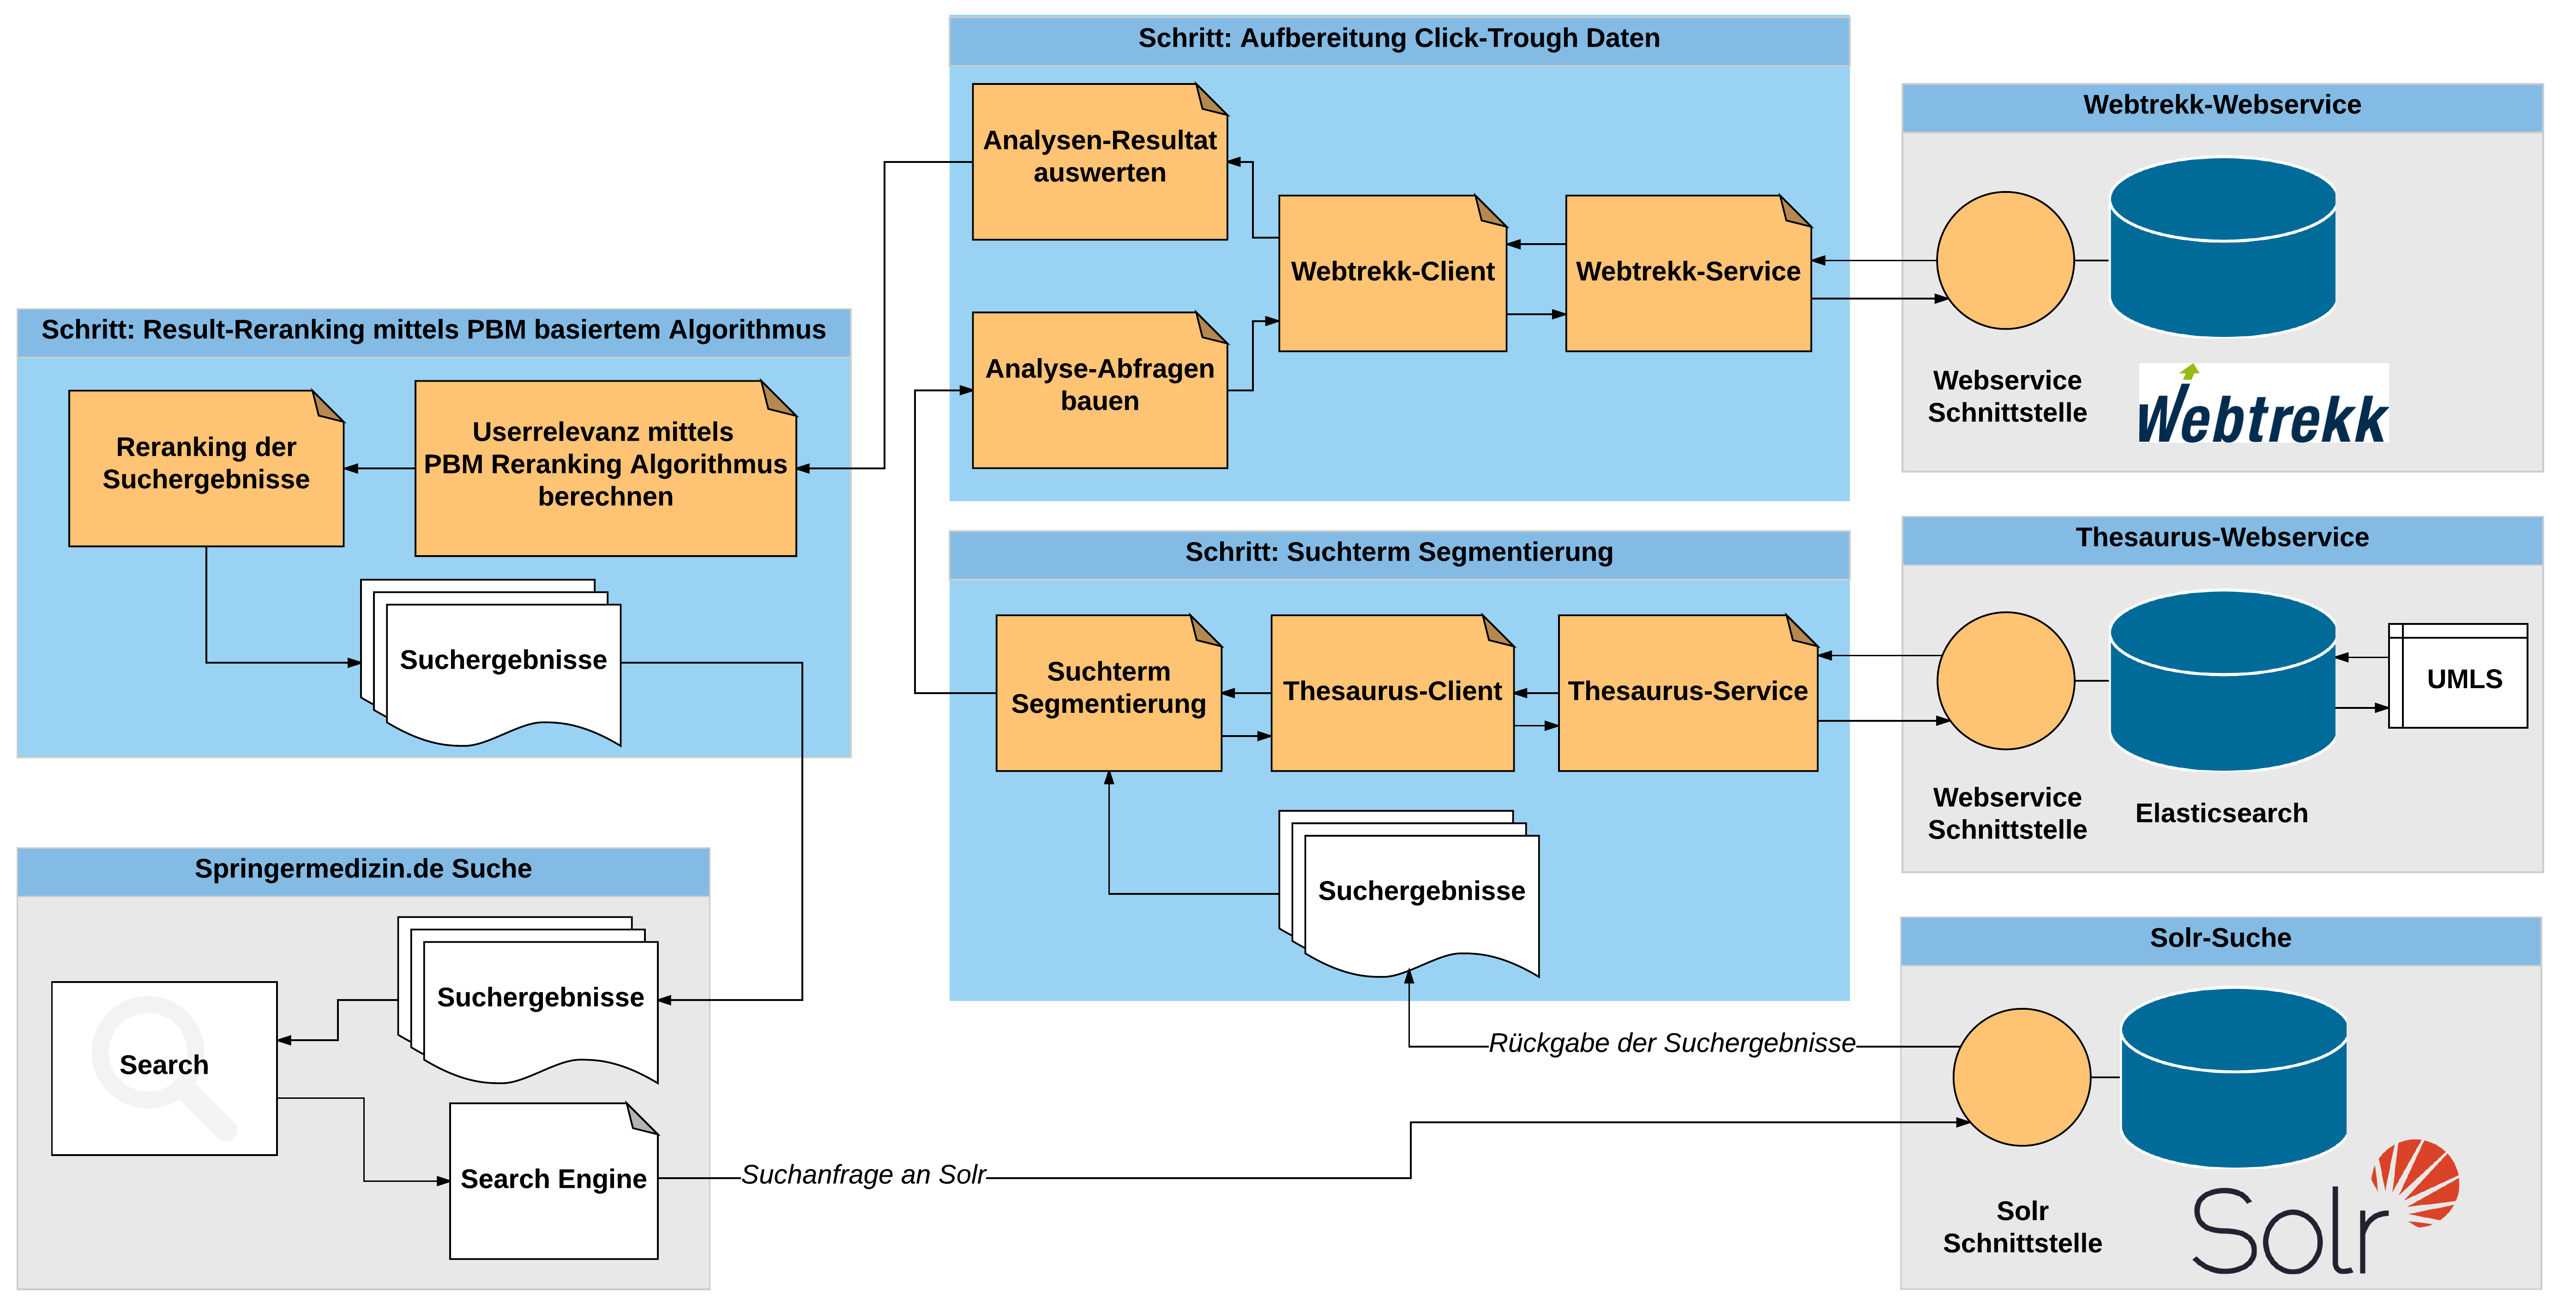 Schritt: Aufbereitung Click-Trough Daten
Analysen-Resultat
auswerten
Webtrekk-Client
Webtrekk-Service
Analyse-Abfragen
bauen
Webtrekk-Webservice
Webservice
Schnittstelle
Webtrekk
Schritt: Result-Reranking mittels PBM basiertem Algorithmus
Reranking der
Suchergebnisse
Userrelevanz mittels
PBM Reranking Algorithmus
berechnen
Suchergebnisse
Schritt: Suchterm Segmentierung
Suchterm
Segmentierung
Thesaurus-Client
Thesaurus-Service
Suchergebnisse
Thesaurus-Webservice
UMLS
Webservice
Schnittstelle
Elasticsearch
Springermedizin.de Suche
Suchergebnisse
Search
Search Engine
Rückgabe der Suchergebnisse
Suchanfrage an Solr
Solr-Suche
Solr
Schnittstelle
Solr